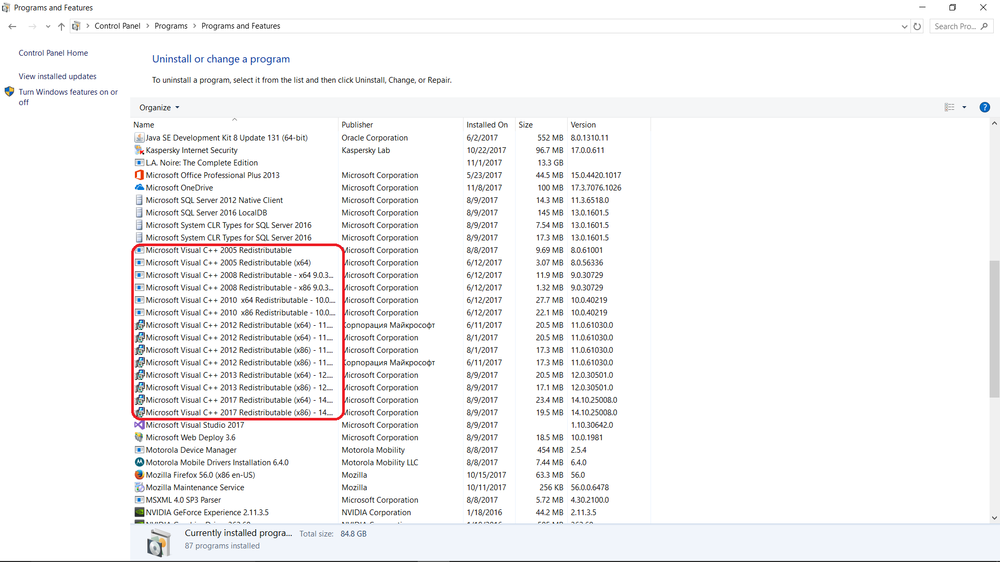 Programs and Features
Control Panel > Programs > Programs and Features
Search Pro...
Control Panel Home
View installed updates
Turn Windows features on or
off
Uninstall or change a program
To uninstall a program, select it from the list and then click Uninstall, Change, or Repair.
Organize
Name Publisher Installed On Size Version
Java SE Development Kit 8 Update 131 (64-bit) Oracle Corporation 6/2/2017 552 MB 8.0.1310.11
Kaspersky Internet Security Kaspersky Lab 10/22/2017 96.7 MB 17.0.0.611
L.A. Noire: The Complete Edition 11/1/2017 13.3 GB
Microsoft Office Professional Plus 2013 Microsoft Corporation 5/23/2017 44.5 MB 15.0.4420.1017
Microsoft OneDrive Microsoft Corporation 11/8/2017 100 MB 17.3.7076.1026
Microsoft SQL Server 2012 Native Client Microsoft Corporation 8/9/2017 14.3 MB 11.3.6518.0
Microsoft SQL Server 2016 LocalDB Microsoft Corporation 8/9/2017 145 MB 13.0.1601.5
Microsoft System CLR Types for SQL Server 2016 Microsoft Corporation 8/9/2017 7.54 MB 13.0.1601.5
Microsoft System CLR Types for SQL Server 2016 Microsoft Corporation 8/9/2017 17.3 MB 13.0.1601.5
Microsoft Visual C++ 2005 Redistributable Microsoft Corporation 8/8/2017 9.69 MB 8.0.61001
Microsoft Visual C++ 2005 Redistributable (x64) Microsoft Corporation 6/12/2017 3.07 MB 8.0.56336
Microsoft Visual C++ 2008 Redistributable - x64 9.0.3... Microsoft Corporation 6/12/2017 11.9 MB 9.0.30729
Microsoft Visual C++ 2008 Redistributable - x86 9.0.3... Microsoft Corporation 6/12/2017 1.32 MB 9.0.30729
Microsoft Visual C++ 2010 x64 Redistributable - 10.0.... Microsoft Corporation 6/12/2017 27.7 MB 10.0.40219
Microsoft Visual C++ 2010 x86 Redistributable - 10.0.... Microsoft Corporation 6/12/2017 22.1 MB 10.0.40219
Microsoft Visual C++ 2012 Redistributable (x64) - 11.... Корпорация Майкрософт 6/11/2017 20.5 MB 11.0.61030.0
Microsoft Visual C++ 2012 Redistributable (x64) - 11.... Microsoft Corporation 8/1/2017 20.5 MB 11.0.61030.0
Microsoft Visual C++ 2012 Redistributable (x86) - 11.... Microsoft Corporation 8/1/2017 17.3 MB 11.0.61030.0
Microsoft Visual C++ 2012 Redistributable (x86) - 11.... Корпорация Майкрософт 6/11/2017 17.3 MB 11.0.61030.0
Microsoft Visual C++ 2013 Redistributable (x64) - 12.... Microsoft Corporation 8/9/2017 20.5 MB 12.0.30501.0
Microsoft Visual C++ 2013 Redistributable (x86) - 12.... Microsoft Corporation 8/9/2017 17.1 MB 12.0.30501.0
Microsoft Visual C++ 2017 Redistributable (x64) - 14.... Microsoft Corporation 8/9/2017 23.4 MB 14.10.25008.0
Microsoft Visual C++ 2017 Redistributable (x86) - 14.... Microsoft Corporation 8/9/2017 19.5 MB 14.10.25008.0
Microsoft Visual Studio 2017 Microsoft Corporation 8/9/2017 1.10.30642.0
Microsoft Web Deploy 3.6 Microsoft Corporation 8/9/2017 18.5 MB 10.0.1981
Motorola Device Manager Motorola Mobility 8/8/2017 454 MB 2.5.4
Motorola Mobile Drivers Installation 6.4.0 Motorola Mobility LLC 8/8/2017 7.44 MB 6.4.0
Mozilla Firefox 56.0 (x86 en-US) Mozilla 10/15/2017 63.3 MB 56.0
Mozilla Maintenance Service Mozilla 10/11/2017 256 KB 56.0.0.6478
MSXML 4.0 SP3 Parser Microsoft Corporation 8/8/2017 5.72 MB 4.30.2100.0
NVIDIA GeForce Experience 2.11.3.5 NVIDIA Corporation 1/18/2016 44.2 MB 2.11.3.5
Currently installed progra... Total size: 84.8 GB
87 programs installed